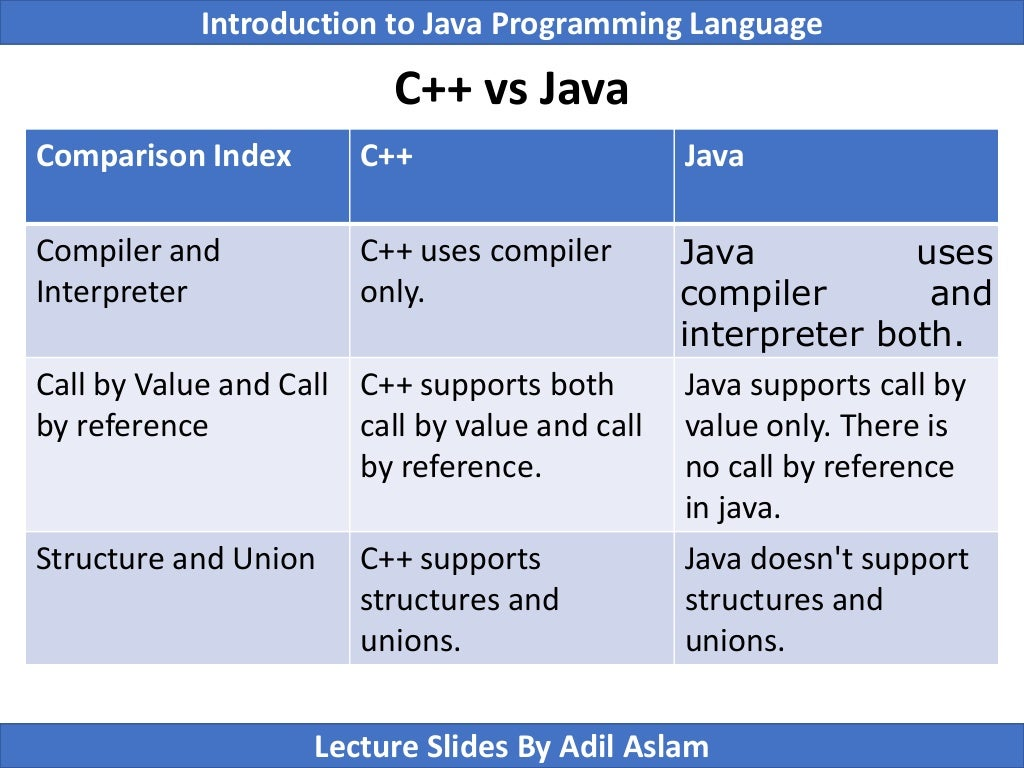 Introduction to Java Programming Language
C++ vs Java
Comparison Index
C++
Java
Compiler and
Interpreter
C++ uses compiler
only.
Java uses
compiler and
interpreter both.
Call by Value and Call
by reference
C++ supports both
call by value and call
by reference.
Java supports call by
value only. There is
no call by reference
in java.
Structure and Union
C++ supports
structures and
unions.
Java doesn't support
structures and
unions.
Lecture Slides By Adil Aslam